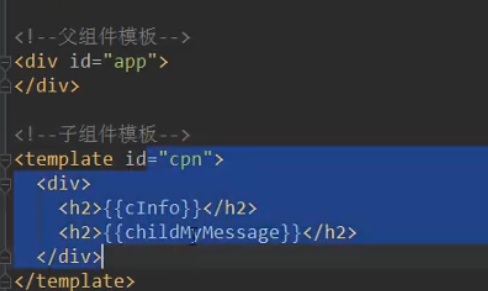 <!--父组件模板-->
<div id="app">
</div>
<!--子组件模板-->
<template id="cpn">
<div>
<h2>{{cInfo}}</h2>
<h2>{{childMyMessage}}</h2>
</div>
</template>